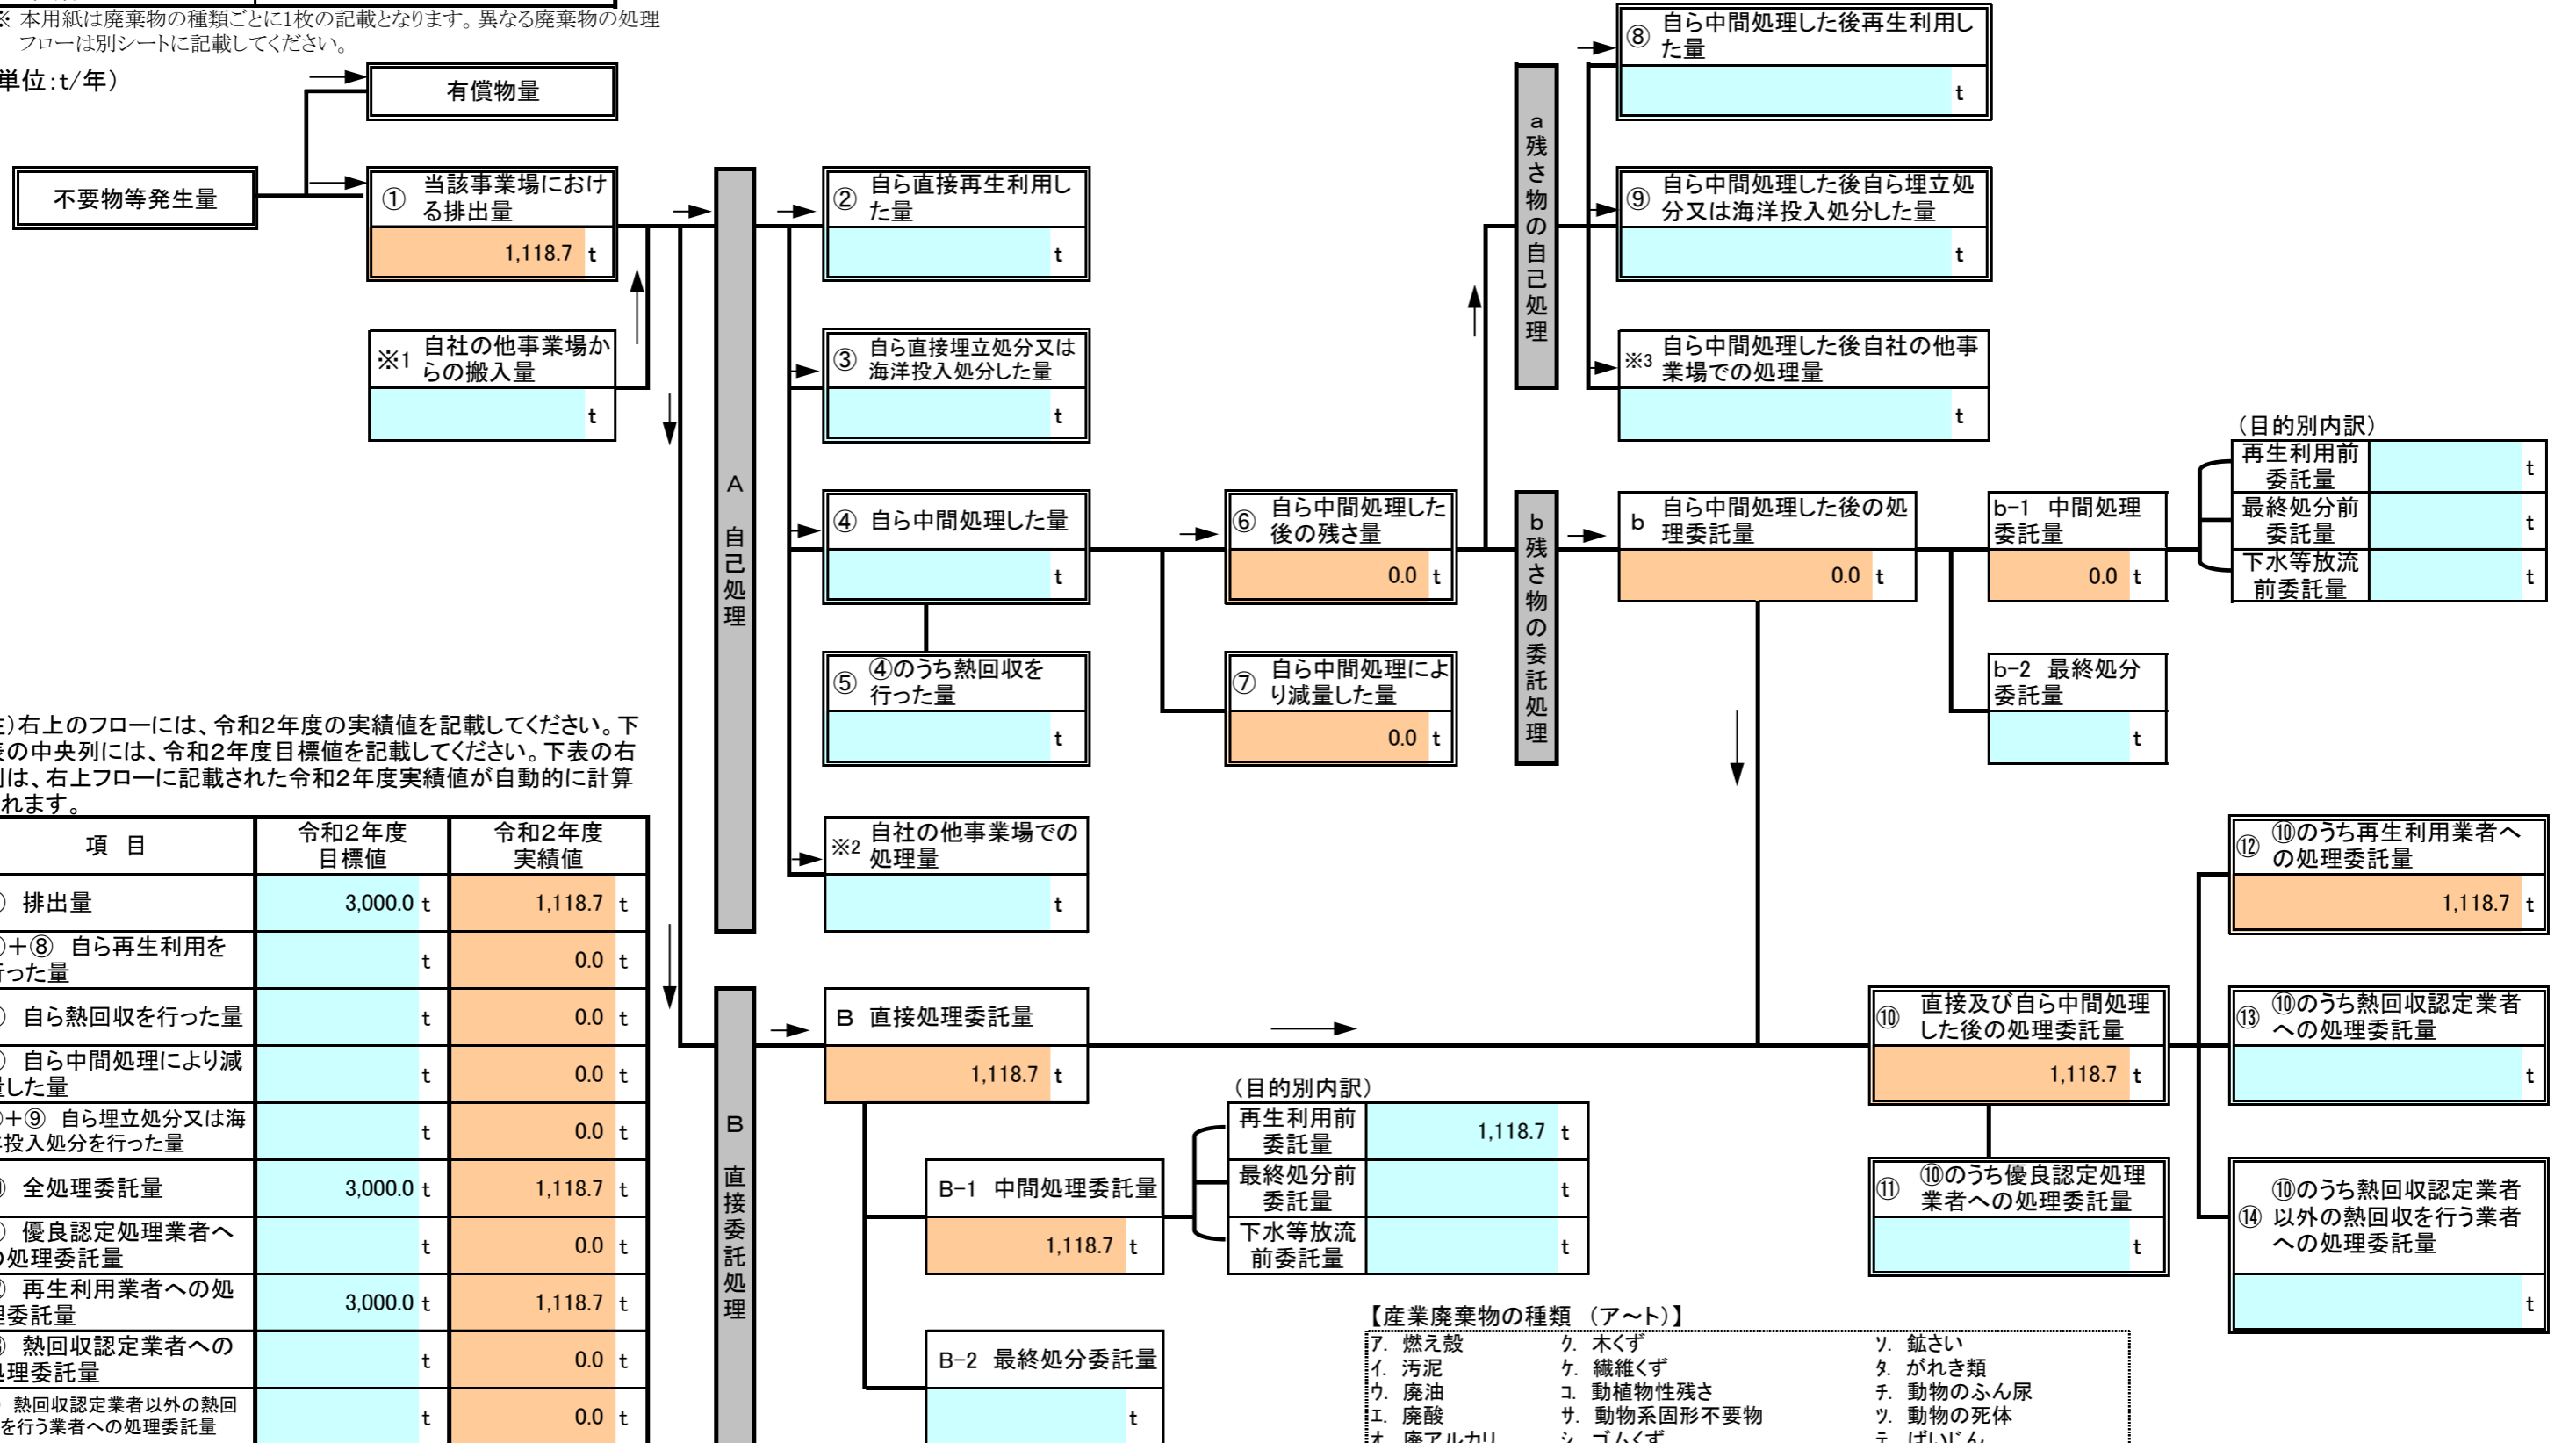 ※ 本用紙は廃棄物の種類ごとに1枚の記載となります。異なる廃棄物の処理
フローは別シートに記載してください。
単位:t/年)
有償物量
不要物等発生量
① 当該事業場におけ
る排出量
1,118.7 t
※1 自社の他事業場か
らの搬入量
t
A 自己処理
② 自ら直接再生利用し
た量
t
③ 自ら直接埋立処分又は
海洋投入処分した量
t
④ 自ら中間処理した量
t
⑤ ④のうち熱回収を
行った量
t
※2 自社の他事業場での
処理量
t
⑥ 自ら中間処理した
後の残さ量
0.0 t
⑦ 自ら中間処理によ
り減量した量
0.0 t
a残さ物の自己処理
⑧ 自ら中間処理した後再生利用し
た量
t
⑨ 自ら中間処理した後自ら埋立処
分又は海洋投入処分した量
t
※3 自ら中間処理した後自社の他事
業場での処理量
t
b残さ物の委託処理
b 自ら中間処理した後の処
理委託量
0.0 t
b-1 中間処理
委託量
0.0 t
b-2 最終処分
委託量
t
(目的別内訳)
再生利用前
委託量 t
最終処分前
委託量 t
下水等放流
前委託量 t
)右上のフローには、令和2年度の実績値を記載してください。下
表の中央列には、令和2年度目標値を記載してください。下表の右
列は、右上フローに記載された令和2年度実績値が自動的に計算
れます。
項 目 令和2年度
目標値 令和2年度
実績値
排出量 3,000.0 t 1,118.7 t
+⑧ 自ら再生利用を
行った量 t 0.0 t
自ら熱回収を行った量 t 0.0 t
自ら中間処理により減
量した量 t 0.0 t
+⑨ 自ら埋立処分又は海
洋投入処分を行った量 t 0.0 t
全処理委託量 3,000.0 t 1,118.7 t
優良認定処理業者へ
の処理委託量 t 0.0 t
再生利用業者への処
理委託量 3,000.0 t 1,118.7 t
熱回収認定業者への
処理委託量 t 0.0 t
熱回収認定業者以外の熱回
を行う業者への処理委託量 t 0.0 t
B 直接委託処理
B 直接処理委託量
1,118.7 t
B-1 中間処理委託量
1,118.7 t
B-2 最終処分委託量
t
(目的別内訳)
再生利用前
委託量 1,118.7 t
最終処分前
委託量 t
下水等放流
前委託量 t
⑩ 直接及び自ら中間処理
した後の処理委託量
1,118.7 t
⑪ ⑩のうち優良認定処理
業者への処理委託量
t
⑫ ⑩のうち再生利用業者へ
の処理委託量
1,118.7 t
⑬ ⑩のうち熱回収認定業者
への処理委託量
t
⑭ ⑩のうち熱回収認定業者
以外の熱回収を行う業者
への処理委託量
t
【産業廃棄物の種類 (ア~ト)】
ア. 燃え殻 ク. 木くず ソ. 鉱さい
イ. 汚泥 ケ. 繊維くず タ. がれき類
ウ. 廃油 コ. 動植物性残さ チ. 動物のふん尿
エ. 廃酸 サ. 動物系固形不要物 ツ. 動物の死体
オ. 廃アルカリ シ. ゴムくず テ. ばいじん